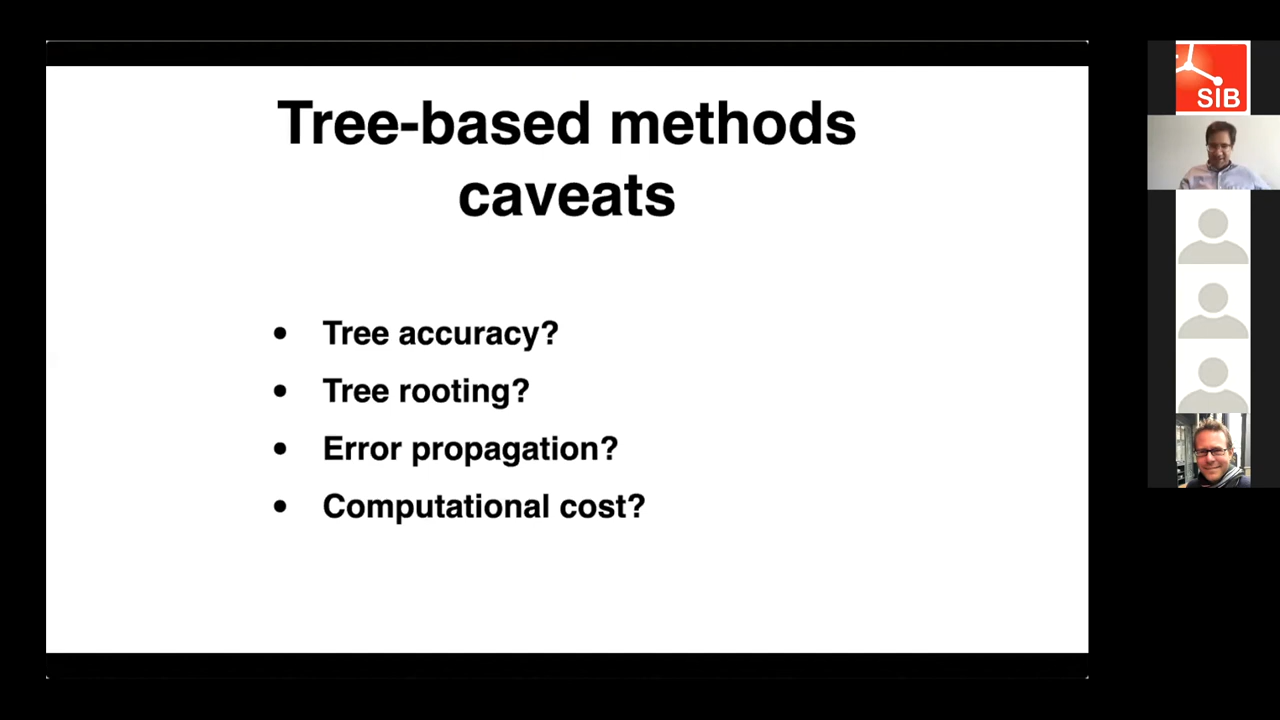 Tree-based methods
caveats
• Tree accuracy?
• Tree rooting?
• Error propagation?
• Computational cost?
SIB